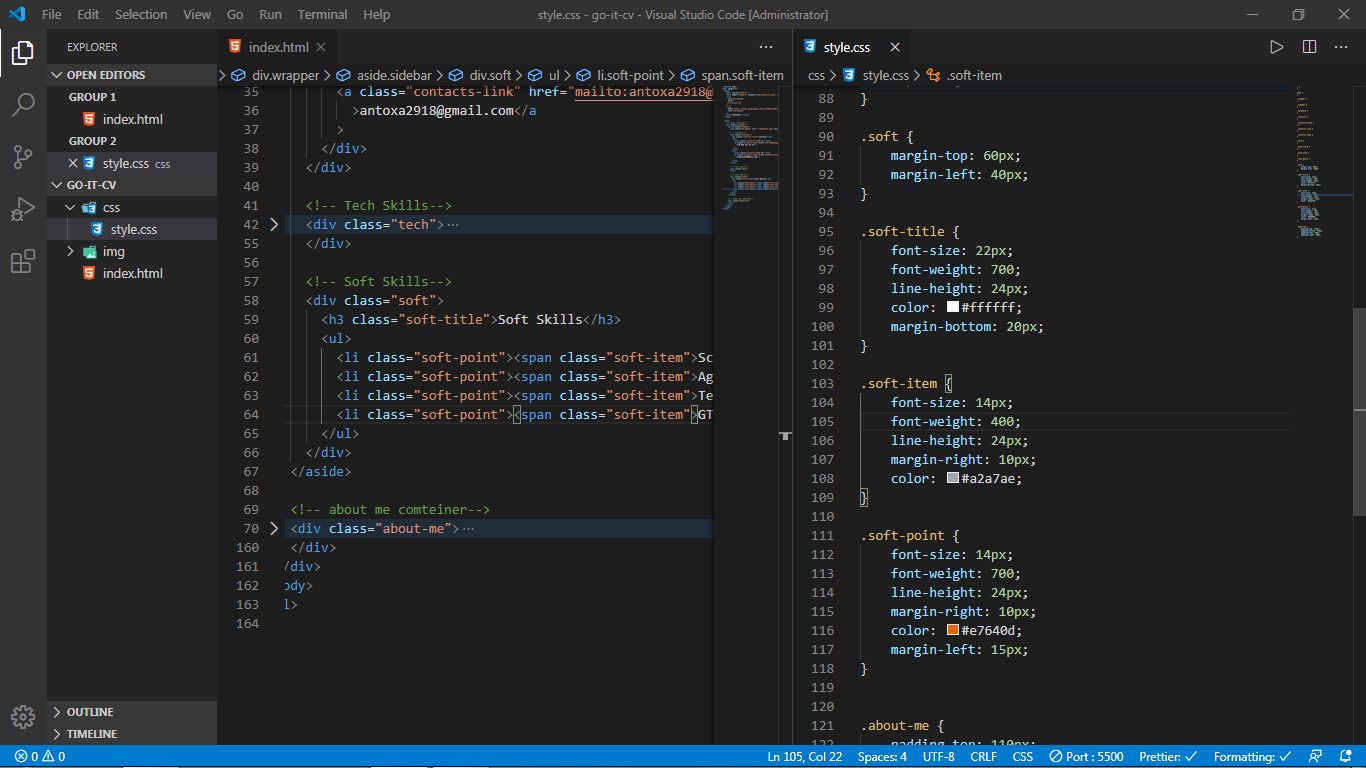 File Edit Selection View Go Run Terminal Help
style.css - go-it-cv - Visual Studio Code [Administrator]
EXPLORER
OPEN EDITORS
GROUP 1
index.html
GROUP 2
style.css css
GO-IT-CV
css
style.css
img
index.html
OUTLINE
TIMELINE
index.html
div.wrapper > aside.sidebar > div.soft > ul > li.soft-point > span.soft-item
35 <a class="contacts-link" href="mailto:antoxa2918@
36 >antoxa2918@gmail.com</a
37 >
38 </div>
39 </div>
40
41 <!-- Tech Skills-->
42 <div class="tech">…
55 </div>
56
57 <!-- Soft Skills-->
58 <div class="soft">
59 <h3 class="soft-title">Soft Skills</h3>
60 <ul>
61 <li class="soft-point"><span class="soft-item">Sc
62 <li class="soft-point"><span class="soft-item">Ag
63 <li class="soft-point"><span class="soft-item">Te
64 <li class="soft-point"><span class="soft-item">GT
65 </ul>
66 </div>
67 </aside>
68
69 <!-- about me comteiner-->
70 <div class="about-me">…
160 </div>
161 /div>
162 ody>
163 l>
164
style.css
css > style.css > .soft-item
88 }
89
90 .soft {
91 margin-top: 60px;
92 margin-left: 40px;
93 }
94
95 .soft-title {
96 font-size: 22px;
97 font-weight: 700;
98 line-height: 24px;
99 color: #ffffff;
100 margin-bottom: 20px;
101 }
102
103 .soft-item {
104 font-size: 14px;
105 font-weight: 400;
106 line-height: 24px;
107 margin-right: 10px;
108 color: #a2a7ae;
109 }
110
111 .soft-point {
112 font-size: 14px;
113 font-weight: 700;
114 line-height: 24px;
115 margin-right: 10px;
116 color: #e7640d;
117 margin-left: 15px;
118 }
119
120
121 .about-me {
122 padding-top: 110px;
0 0
Ln 105, Col 22 Spaces: 4 UTF-8 CRLF CSS Port : 5500 Prettier: ✓ Formatting: ✓